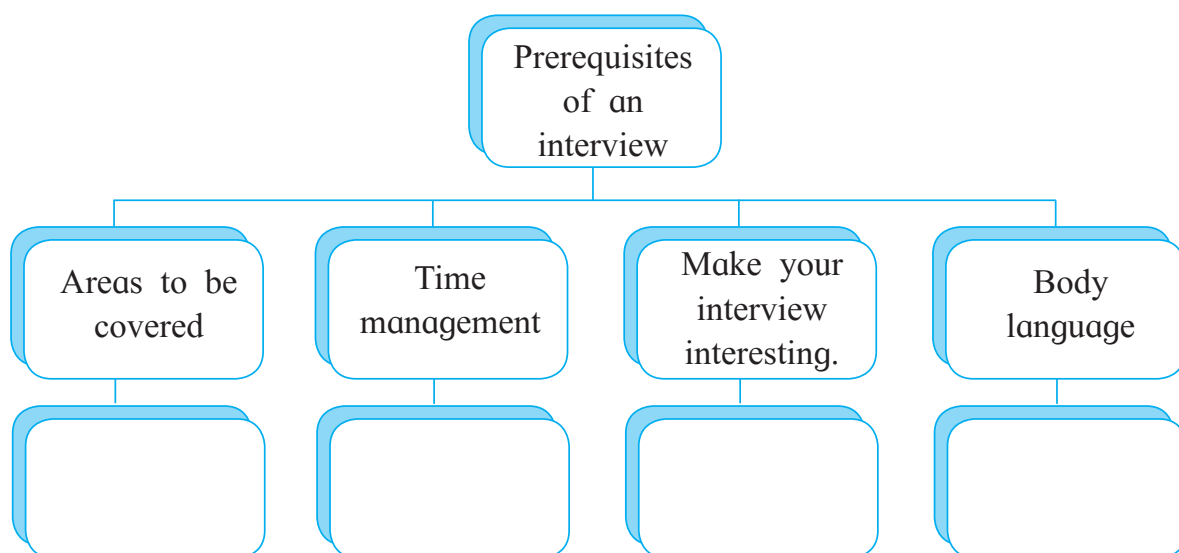 Prerequisites
of an
interview
Areas to be
covered
Time
management
Make your
interview
interesting.
Body
language